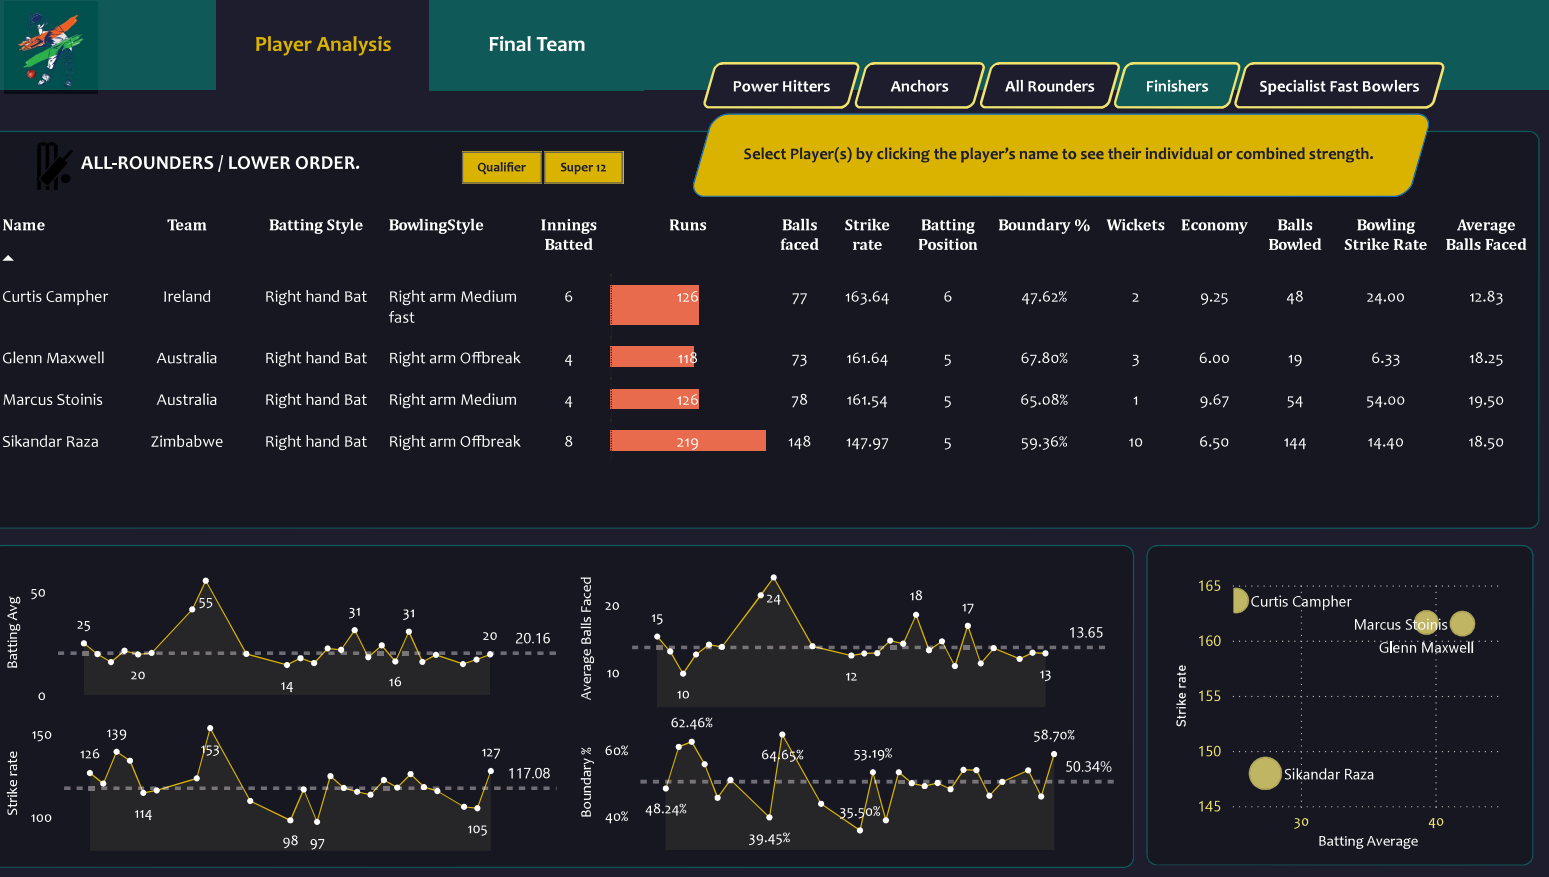 Player Analysis
Final Team
Power Hitters
Anchors
All Rounders
Finishers
Specialist Fast Bowlers
Select Player(s) by clicking the player's name to see their individual or combined strength.
ALL-ROUNDERS / LOWER ORDER.
Qualifier
Super 12
Name Team Batting Style BowlingStyle Innings Batted Runs Balls faced Strike rate Batting Position Boundary % Wickets Economy Balls Bowled Bowling Strike Rate Average Balls Faced
Curtis Campher Ireland Right hand Bat Right arm Medium fast 6 126 77 163.64 6 47.62% 2 9.25 48 24.00 12.83
Glenn Maxwell Australia Right hand Bat Right arm Offbreak 4 118 73 161.64 5 67.80% 3 6.00 19 6.33 18.25
Marcus Stoinis Australia Right hand Bat Right arm Medium 4 126 78 161.54 5 65.08% 1 9.67 54 54.00 19.50
Sikandar Raza Zimbabwe Right hand Bat Right arm Offbreak 8 219 148 147.97 5 59.36% 10 6.50 144 14.40 18.50
Batting Avg
50
0
25
20
55
14
31
16
31
20
20.16
Average Balls Faced
20
10
15
10
24
12
18
17
13
13.65
Strike rate
150
100
126
139
114
153
98
97
105
127
117.08
Boundary %
60%
40%
48.24%
62.46%
39.45%
64.65%
35.50%
53.19%
58.70%
50.34%
Strike rate
165
160
155
150
145
Curtis Campher
Marcus Stoinis
Glenn Maxwell
Sikandar Raza
30
40
Batting Average